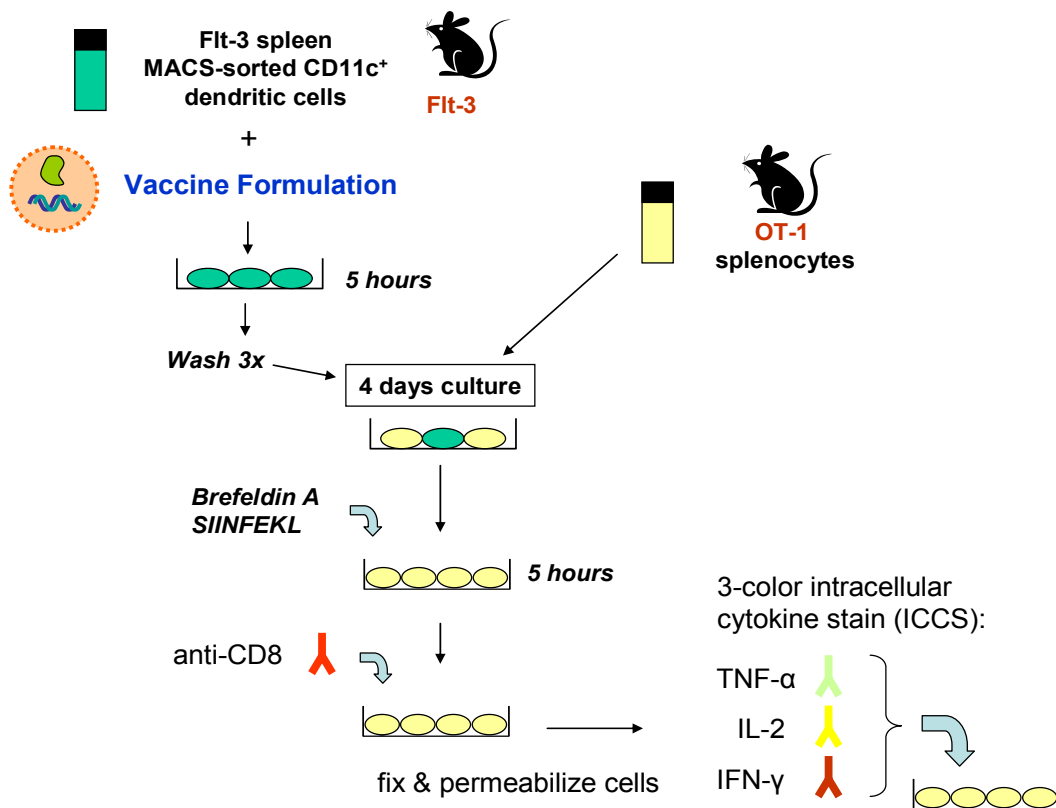 Flt-3 spleen
MACS-sorted CD11c+
dendritic cells
Flt-3
+
Vaccine Formulation
5 hours
Wash 3x
OT-1
splenocytes
4 days culture
Brefeldin A
SIINFEKL
5 hours
anti-CD8
fix & permeabilize cells
3-color intracellular
cytokine stain (ICCS):
TNF-α
IL-2
IFN-γ